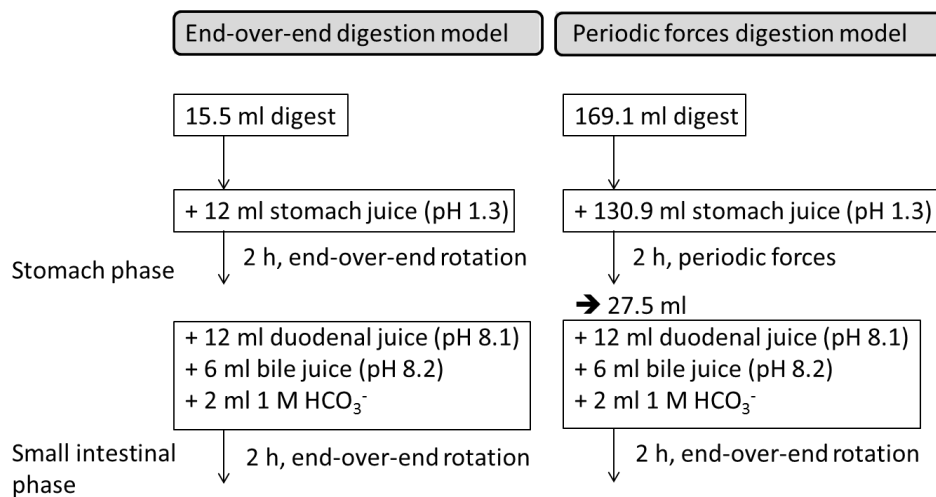 End-over-end digestion model
Periodic forces digestion model
15.5 ml digest
169.1 ml digest
+ 12 ml stomach juice (pH 1.3)
+ 130.9 ml stomach juice (pH 1.3)
Stomach phase
2 h, end-over-end rotation
2 h, periodic forces
➔ 27.5 ml
+ 12 ml duodenal juice (pH 8.1)
+ 6 ml bile juice (pH 8.2)
+ 2 ml 1 M HCO₃⁻
+ 12 ml duodenal juice (pH 8.1)
+ 6 ml bile juice (pH 8.2)
+ 2 ml 1 M HCO₃⁻
Small intestinal
phase
2 h, end-over-end rotation
2 h, end-over-end rotation